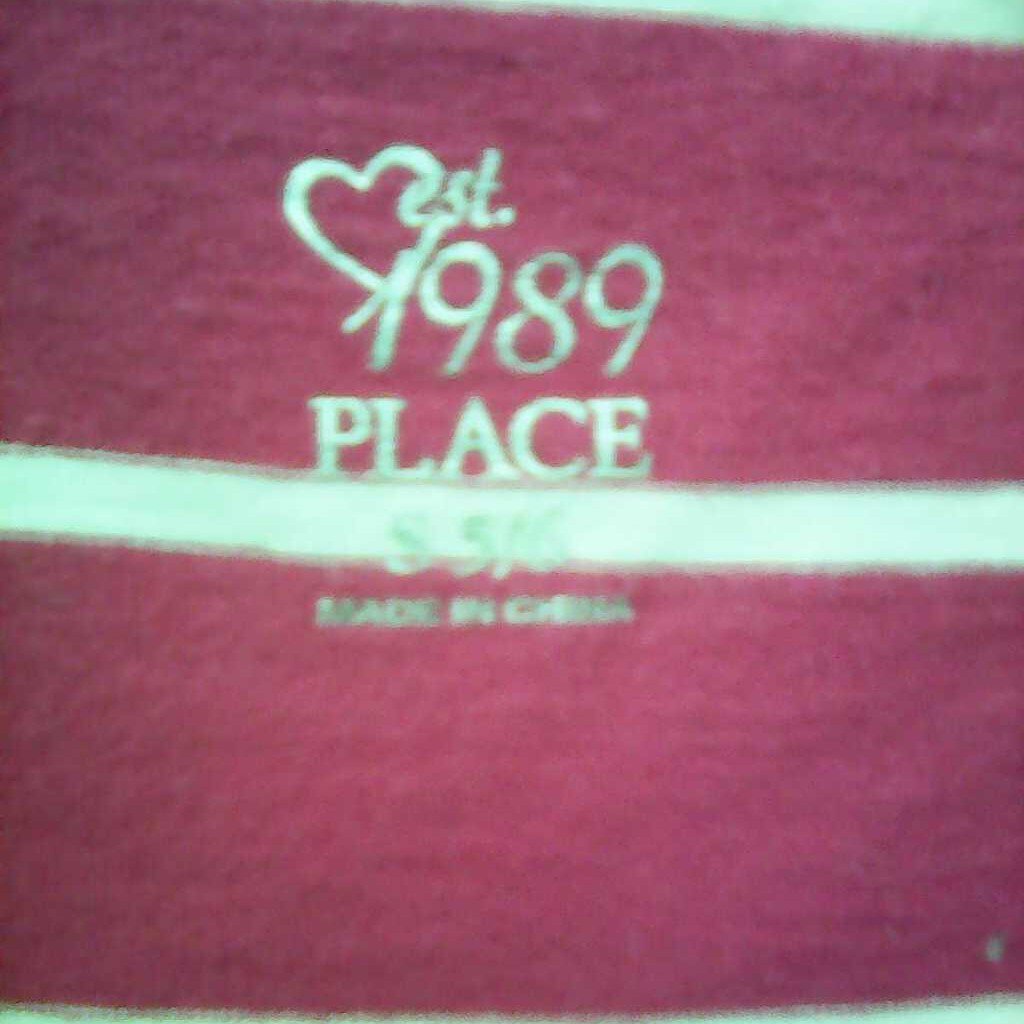 est.
1989
PLACE
S 5/6
MADE IN CHINA